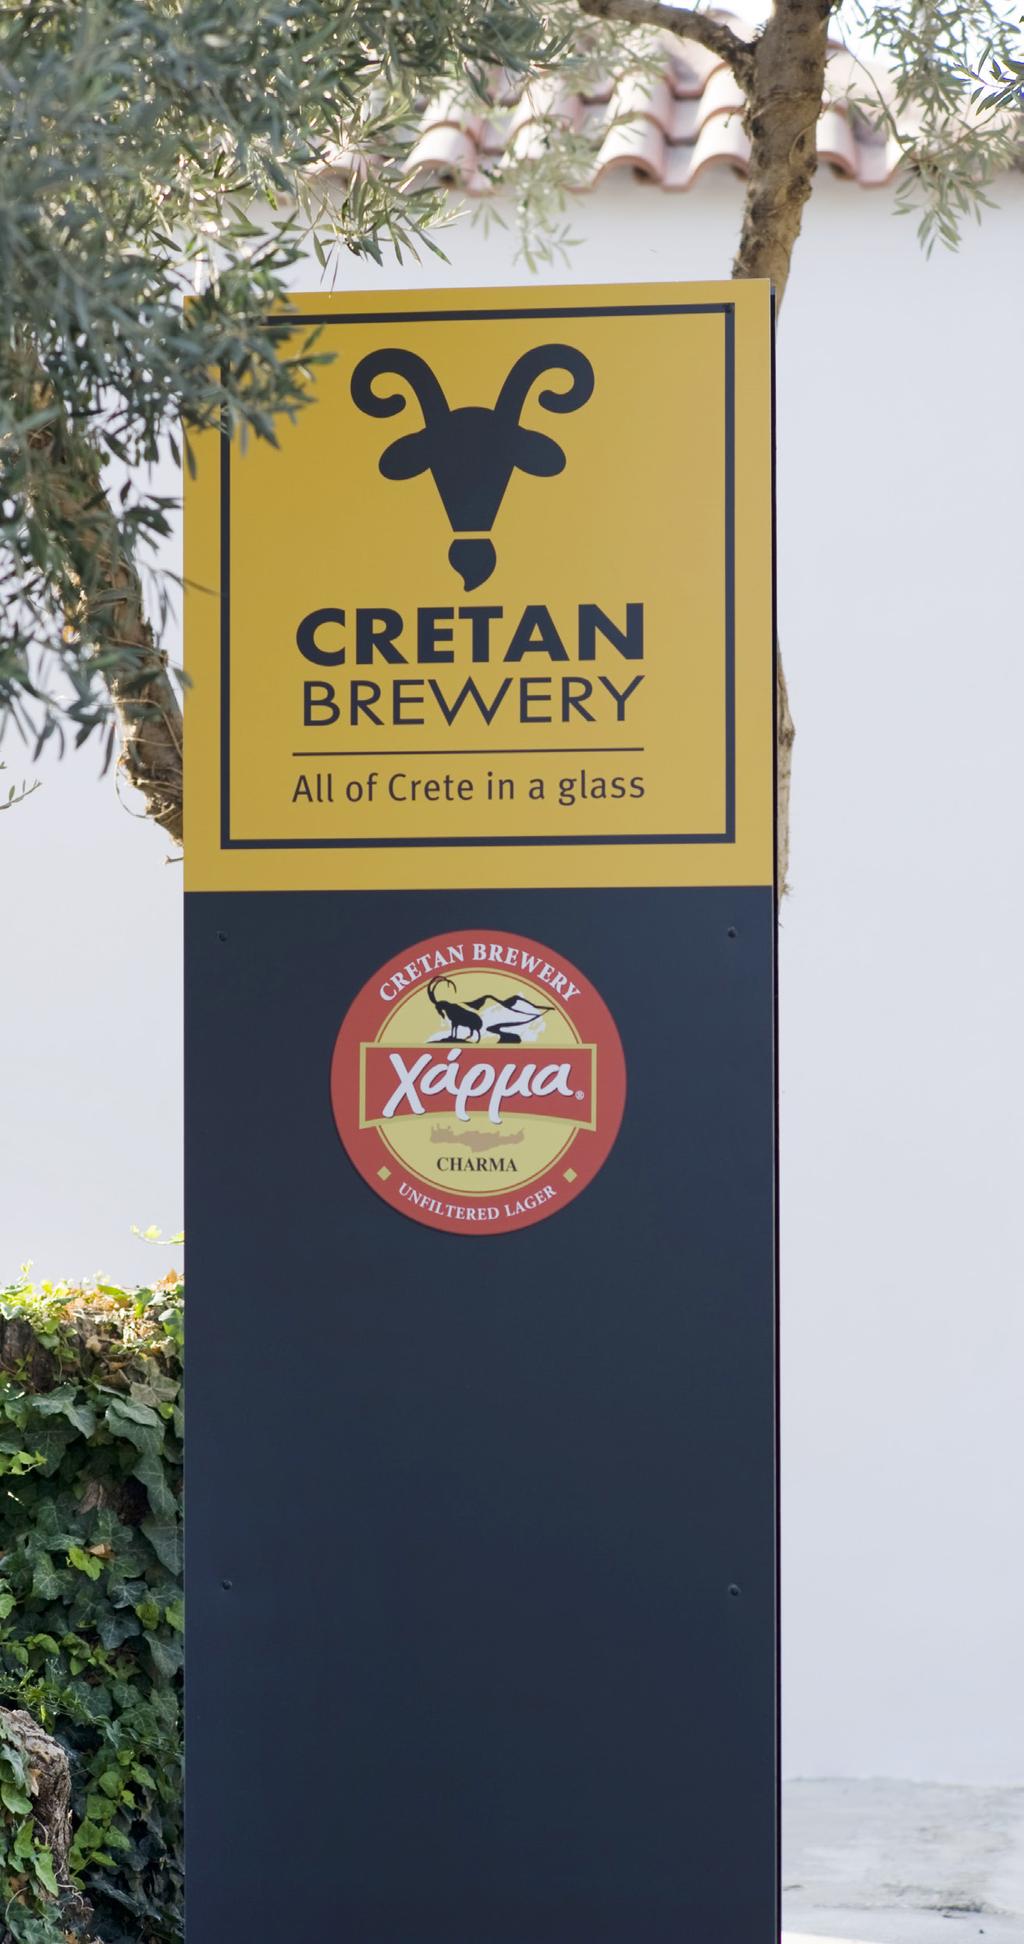 CRETAN
BREWERY
All of Crete in a glass
CRETAN BREWERY
Χάρμα®
CHARMA
UNFILTERED LAGER